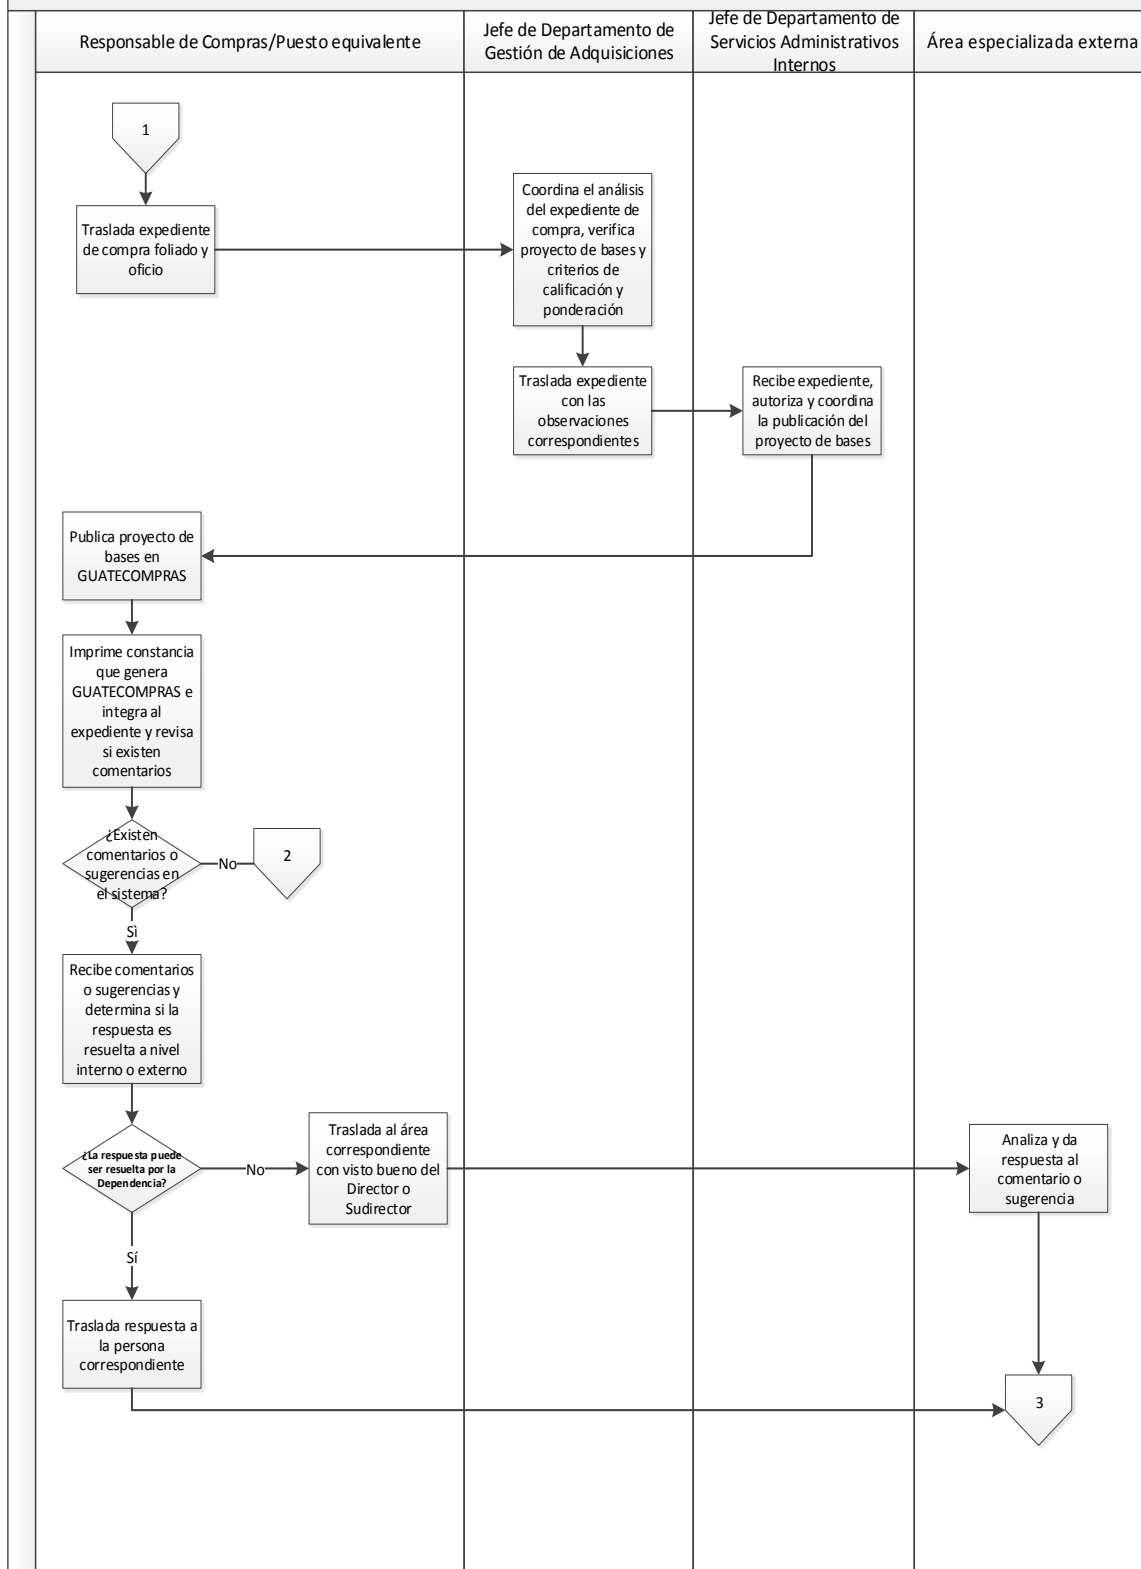 Responsable de Compras/Puesto equivalente
Jefe de Departamento de
Gestión de Adquisiciones
Jefe de Departamento de
Servicios Administrativos
Internos
Área especializada externa
1
Traslada expediente
de compra foliado y
oficio
Coordina el análisis
del expediente de
compra, verifica
proyecto de bases y
criterios de
calificación y
ponderación
Traslada expediente
con las
observaciones
correspondientes
Recibe expediente,
autoriza y coordina
la publicación del
proyecto de bases
Publica proyecto de
bases en
GUATECOMPRAS
Imprime constancia
que genera
GUATECOMPRAS e
integra al
expediente y revisa
si existen
comentarios
¿Existen
comentarios o
sugerencias en
el sistema?
No
2
Sì
Recibe comentarios
o sugerencias y
determina si la
respuesta es
resuelta a nivel
interno o externo
¿La respuesta puede
ser resuelta por la
Dependencia?
No
Traslada al área
correspondiente
con visto bueno del
Director o
Sudirector
Analiza y da
respuesta al
comentario o
sugerencia
Sí
Traslada respuesta a
la persona
correspondiente
3